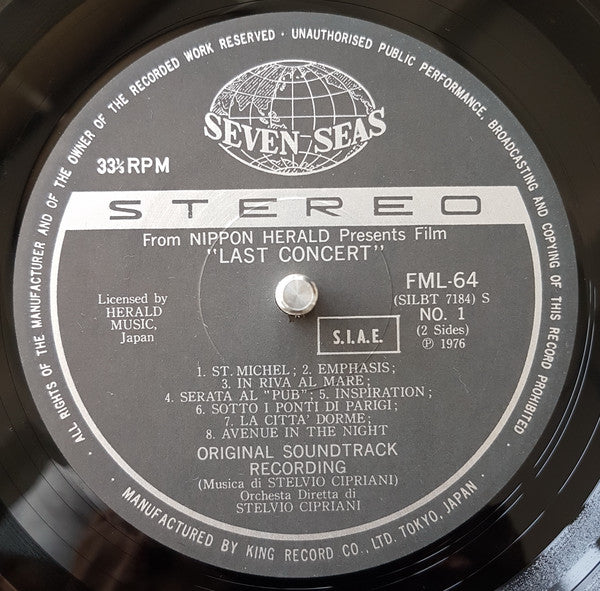 ALL RIGHTS OF THE MANUFACTURER AND OF THE OWNER OF THE RECORDED WORK RESERVED · UNAUTHORISED PUBLIC PERFORMANCE, BROADCASTING AND COPYING OF THIS RECORD PROHIBITED
SEVEN SEAS
33⅓ RPM
STEREO
From NIPPON HERALD Presents Film
"LAST CONCERT"
Licensed by
HERALD
MUSIC,
Japan
FML-64
(SILBT 7184) S
NO. 1
(2 Sides)
℗ 1976
S.I.A.E.
1. ST. MICHEL; 2. EMPHASIS;
3. IN RIVA AL MARE;
4. SERATA AL "PUB"; 5. INSPIRATION;
6. SOTTO I PONTI DI PARIGI;
7. LA CITTA' DORME;
8. AVENUE IN THE NIGHT
ORIGINAL SOUNDTRACK
RECORDING
(Musica di STELVIO CIPRIANI)
Orchesta Diretta di
STELVIO CIPRIANI
· MANUFACTURED BY KING RECORD CO., LTD. TOKYO, JAPAN ·